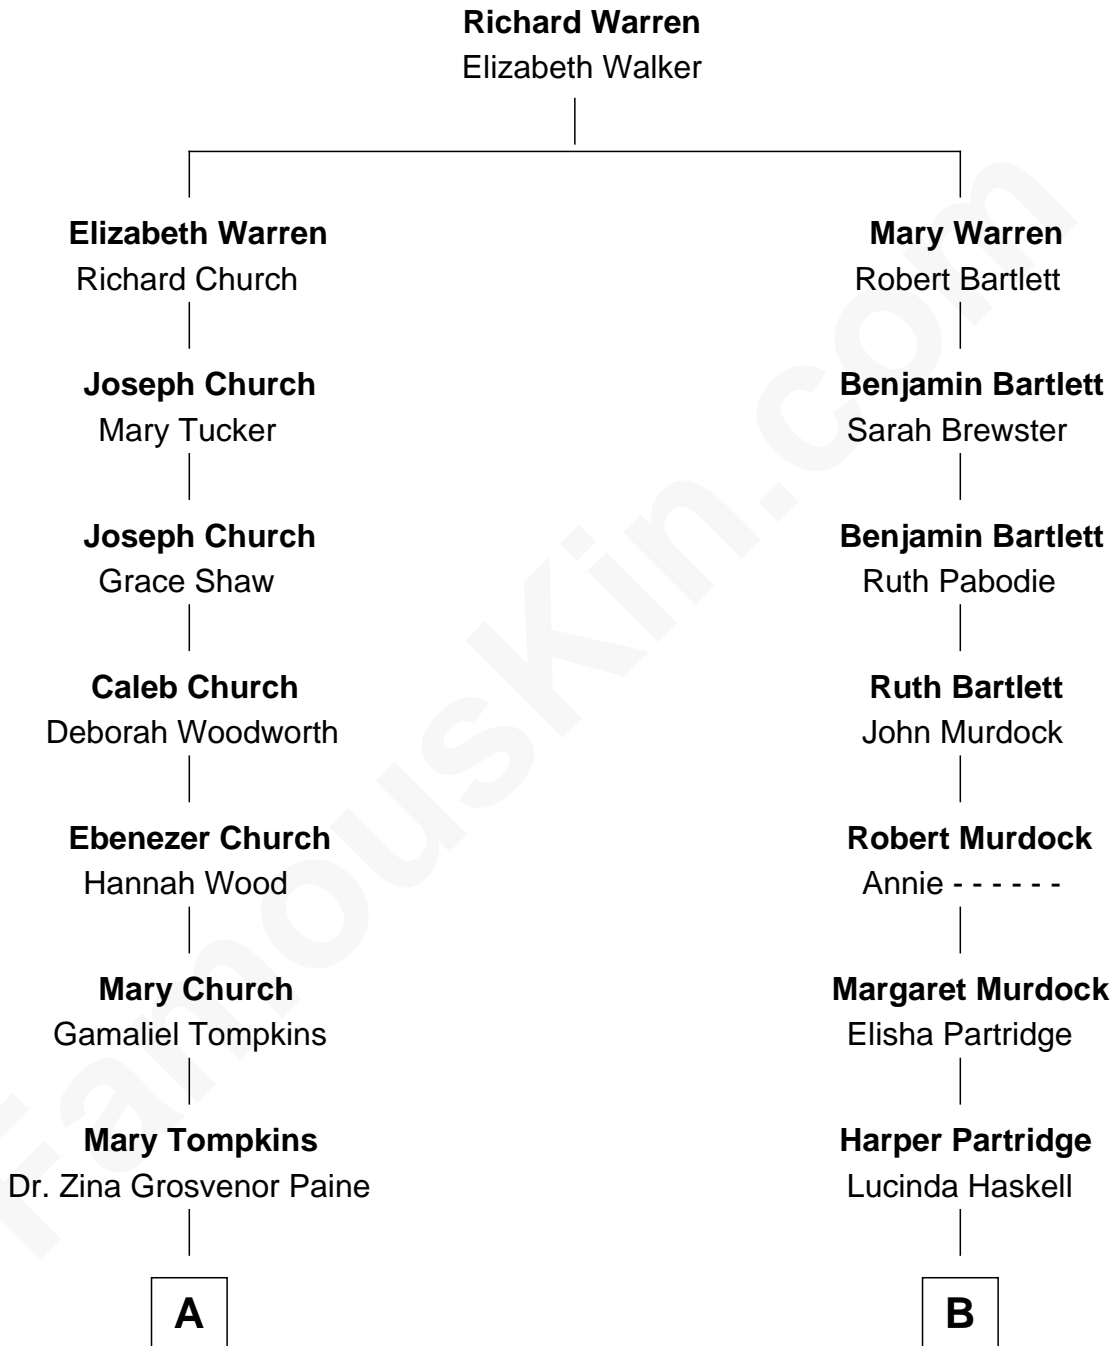 Richard Warren
Elizabeth Walker
Elizabeth Warren
Richard Church
Joseph Church
Mary Tucker
Joseph Church
Grace Shaw
Caleb Church
Deborah Woodworth
Ebenezer Church
Hannah Wood
Mary Church
Gamaliel Tompkins
Mary Tompkins
Dr. Zina Grosvenor Paine
A
Mary Warren
Robert Bartlett
Benjamin Bartlett
Sarah Brewster
Benjamin Bartlett
Ruth Pabodie
Ruth Bartlett
John Murdock
Robert Murdock
Annie - - - - - -
Margaret Murdock
Elisha Partridge
Harper Partridge
Lucinda Haskell
B
FamousKin.com